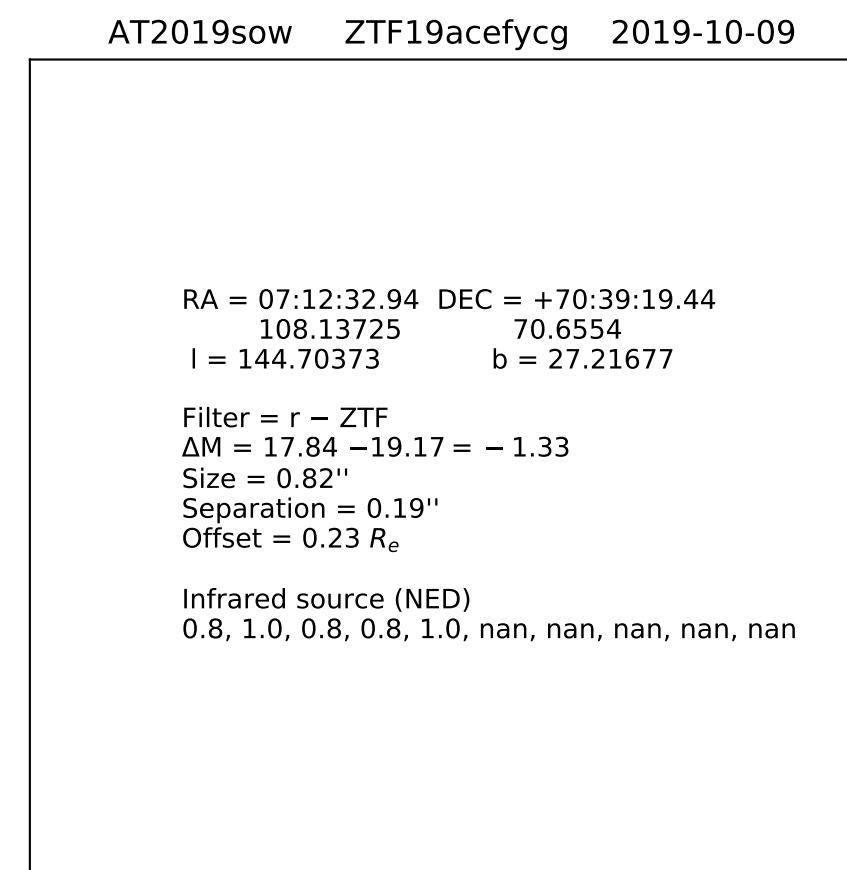 AT2019sow ZTF19acefycg 2019-10-09
RA = 07:12:32.94 DEC = +70:39:19.44
108.13725 70.6554
l = 144.70373 b = 27.21677
Filter = r − ZTF
ΔM = 17.84 −19.17 = − 1.33
Size = 0.82''
Separation = 0.19''
Offset = 0.23 Rₑ
Infrared source (NED)
0.8, 1.0, 0.8, 0.8, 1.0, nan, nan, nan, nan, nan